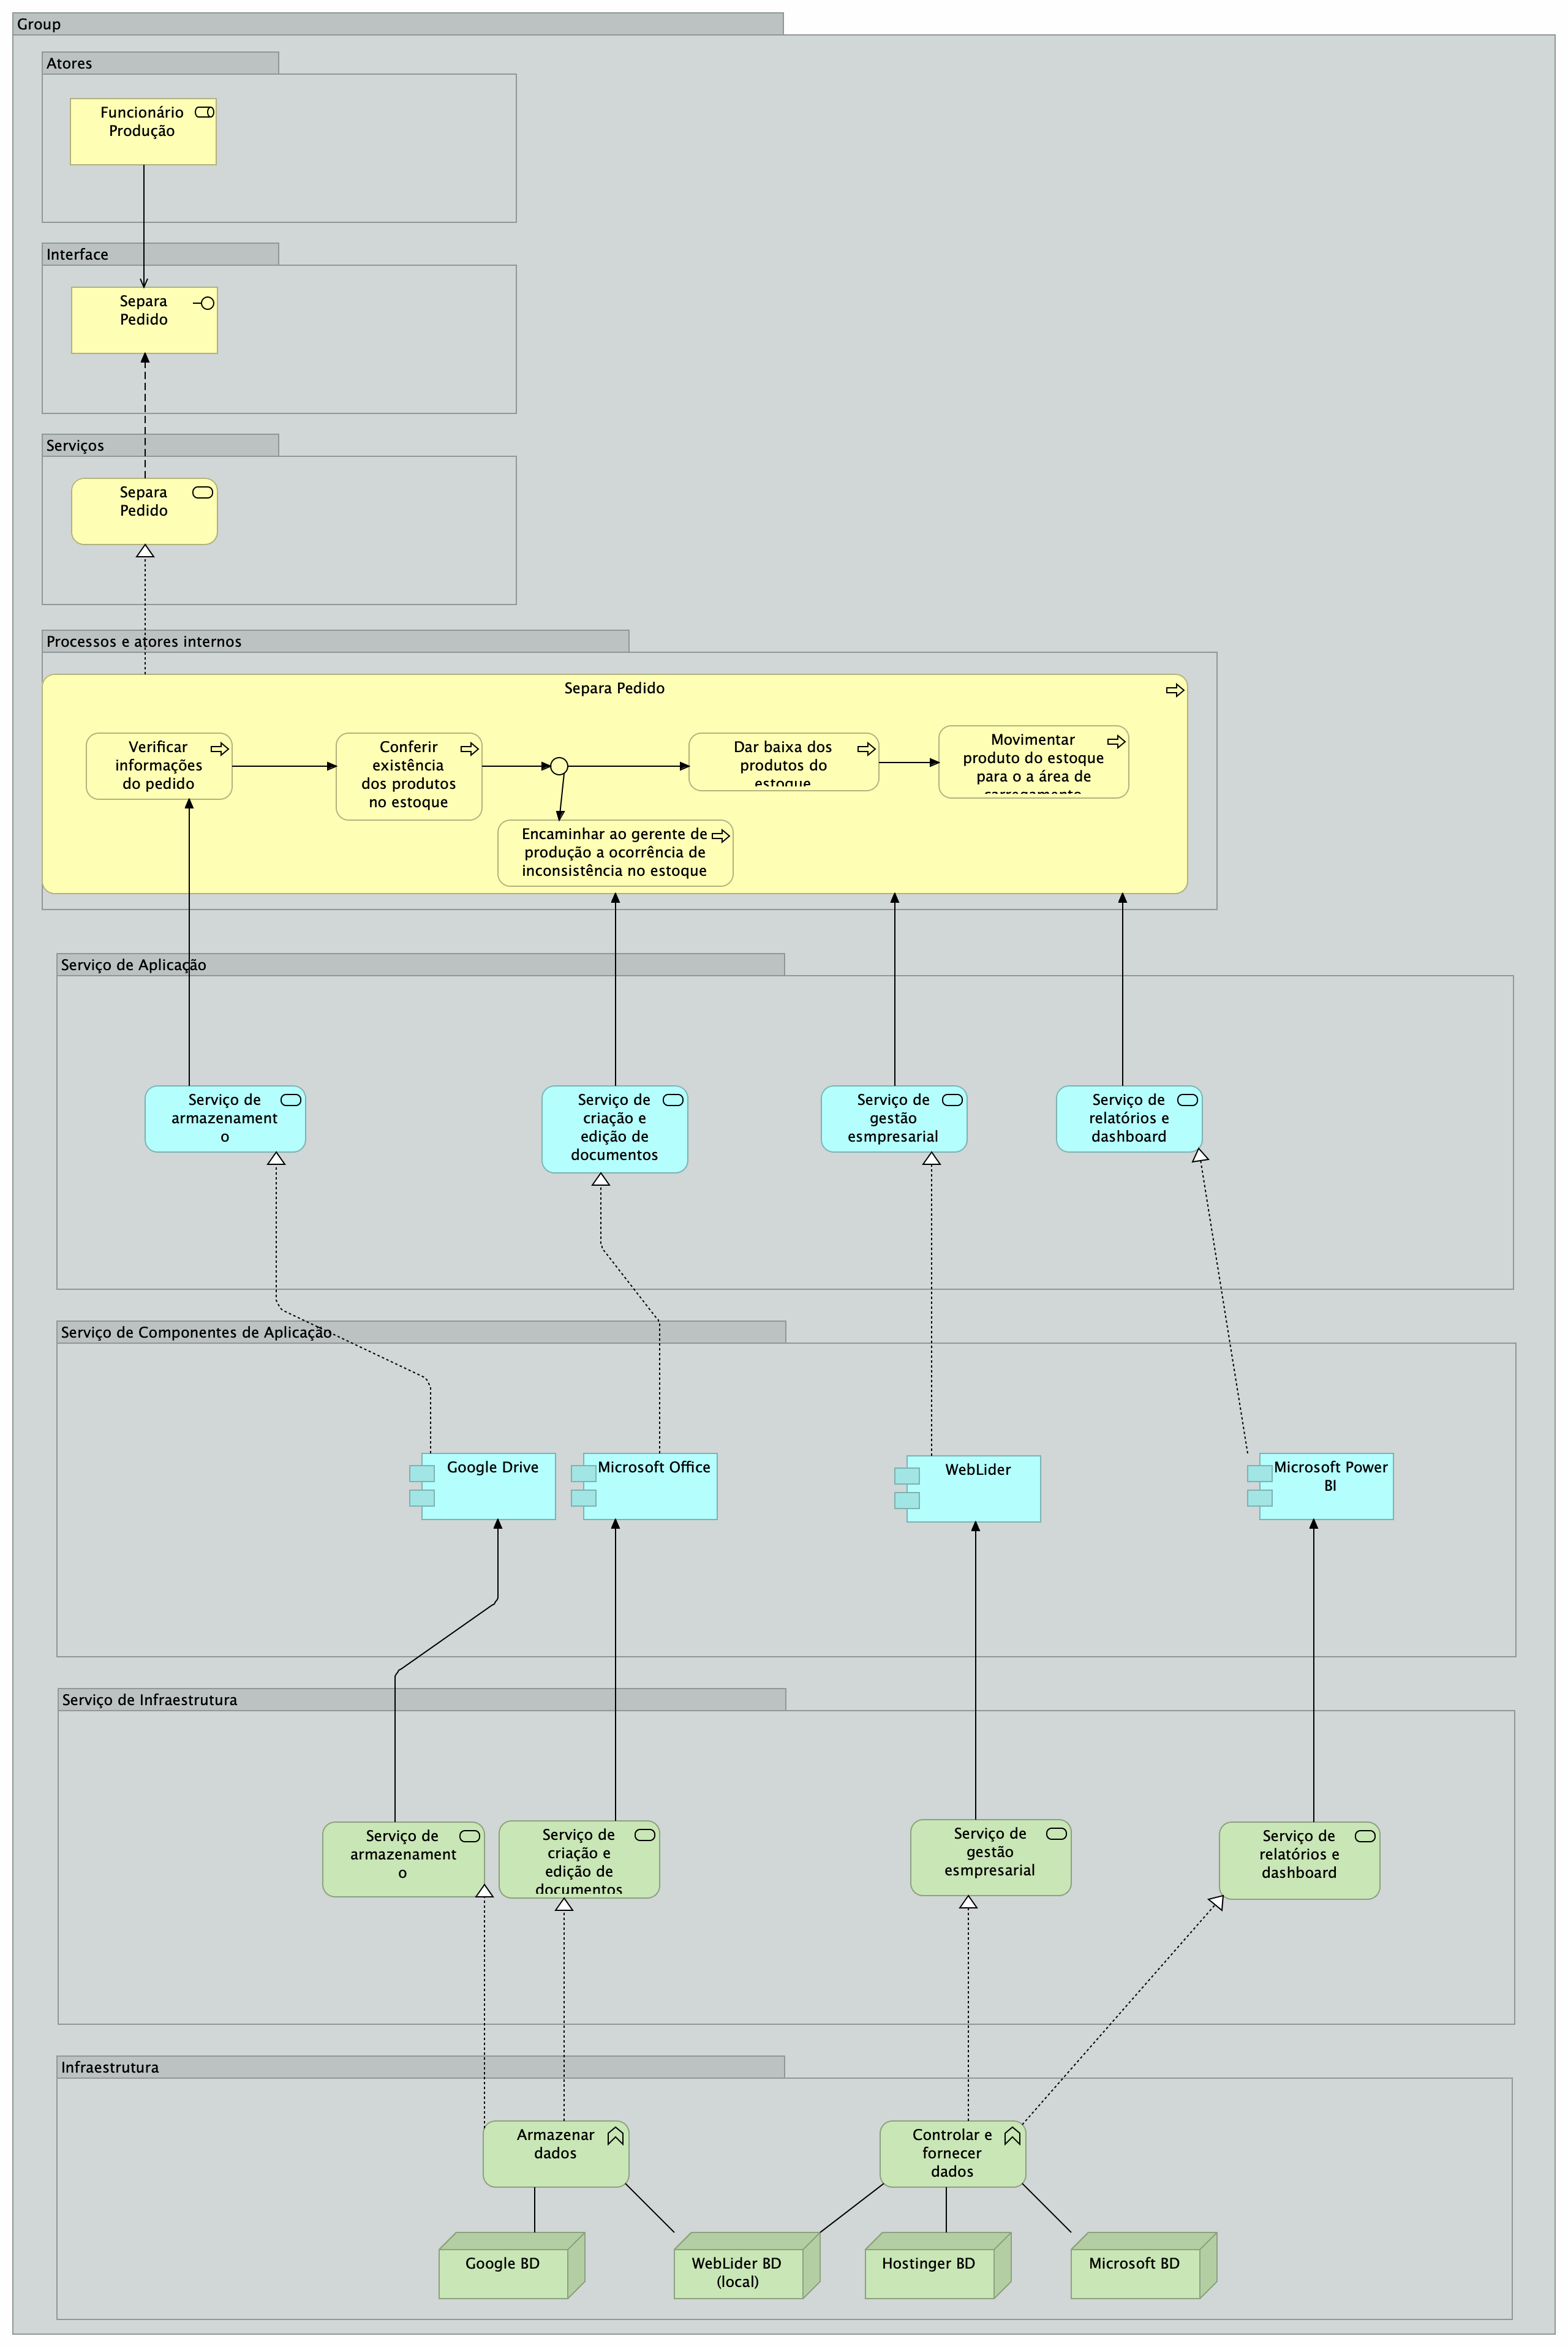 Group
Atores
Funcionário
Produção
Interface
Separa
Pedido
Serviços
Separa
Pedido
Processos e atores internos
Separa Pedido
Verificar
informações
do pedido
Conferir
existência
dos produtos
no estoque
Dar baixa dos
produtos do
estoque
Movimentar
produto do estoque
para o a área de
carregamento
Encaminhar ao gerente de
produção a ocorrência de
inconsistência no estoque
Serviço de Aplicação
Serviço de
armazenament
o
Serviço de
criação e
edição de
documentos
Serviço de
gestão
esmpresarial
Serviço de
relatórios e
dashboard
Serviço de Componentes de Aplicação
Google Drive
Microsoft Office
WebLider
Microsoft Power
BI
Serviço de Infraestrutura
Serviço de
armazenament
o
Serviço de
criação e
edição de
documentos
Serviço de
gestão
esmpresarial
Serviço de
relatórios e
dashboard
Infraestrutura
Armazenar
dados
Controlar e
fornecer
dados
Google BD
WebLider BD
(local)
Hostinger BD
Microsoft BD